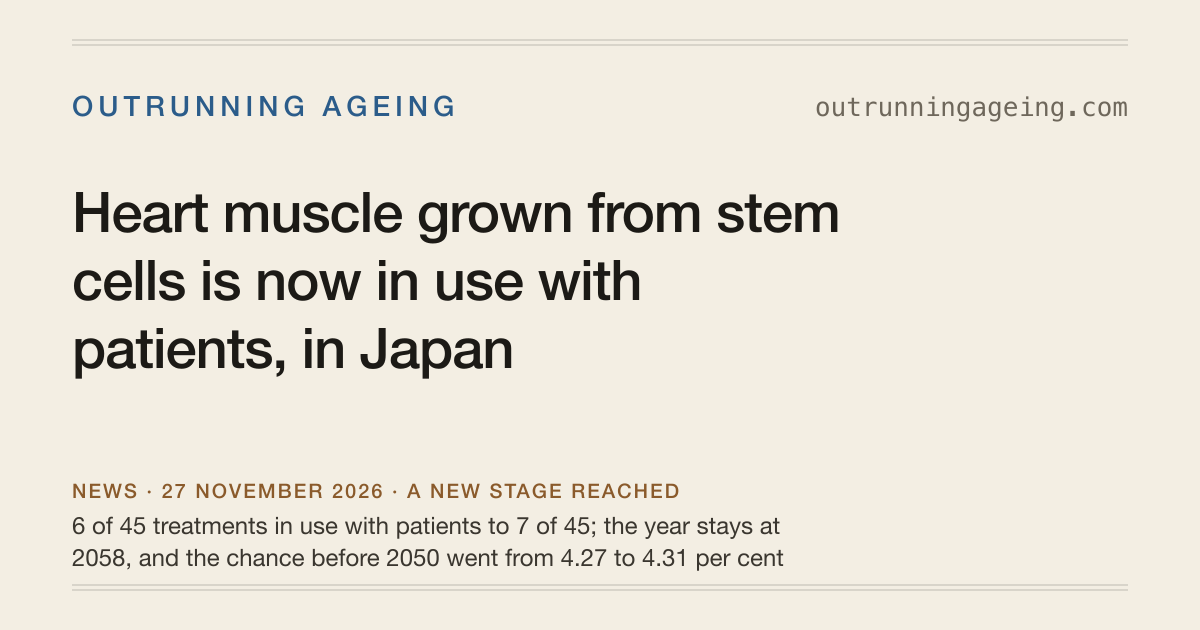 OUTRUNNING AGEING
outrunningageing.com
Heart muscle grown from stem
cells is now in use with
patients, in Japan
NEWS · 27 NOVEMBER 2026 · A NEW STAGE REACHED
6 of 45 treatments in use with patients to 7 of 45; the year stays at
2058, and the chance before 2050 went from 4.27 to 4.31 per cent